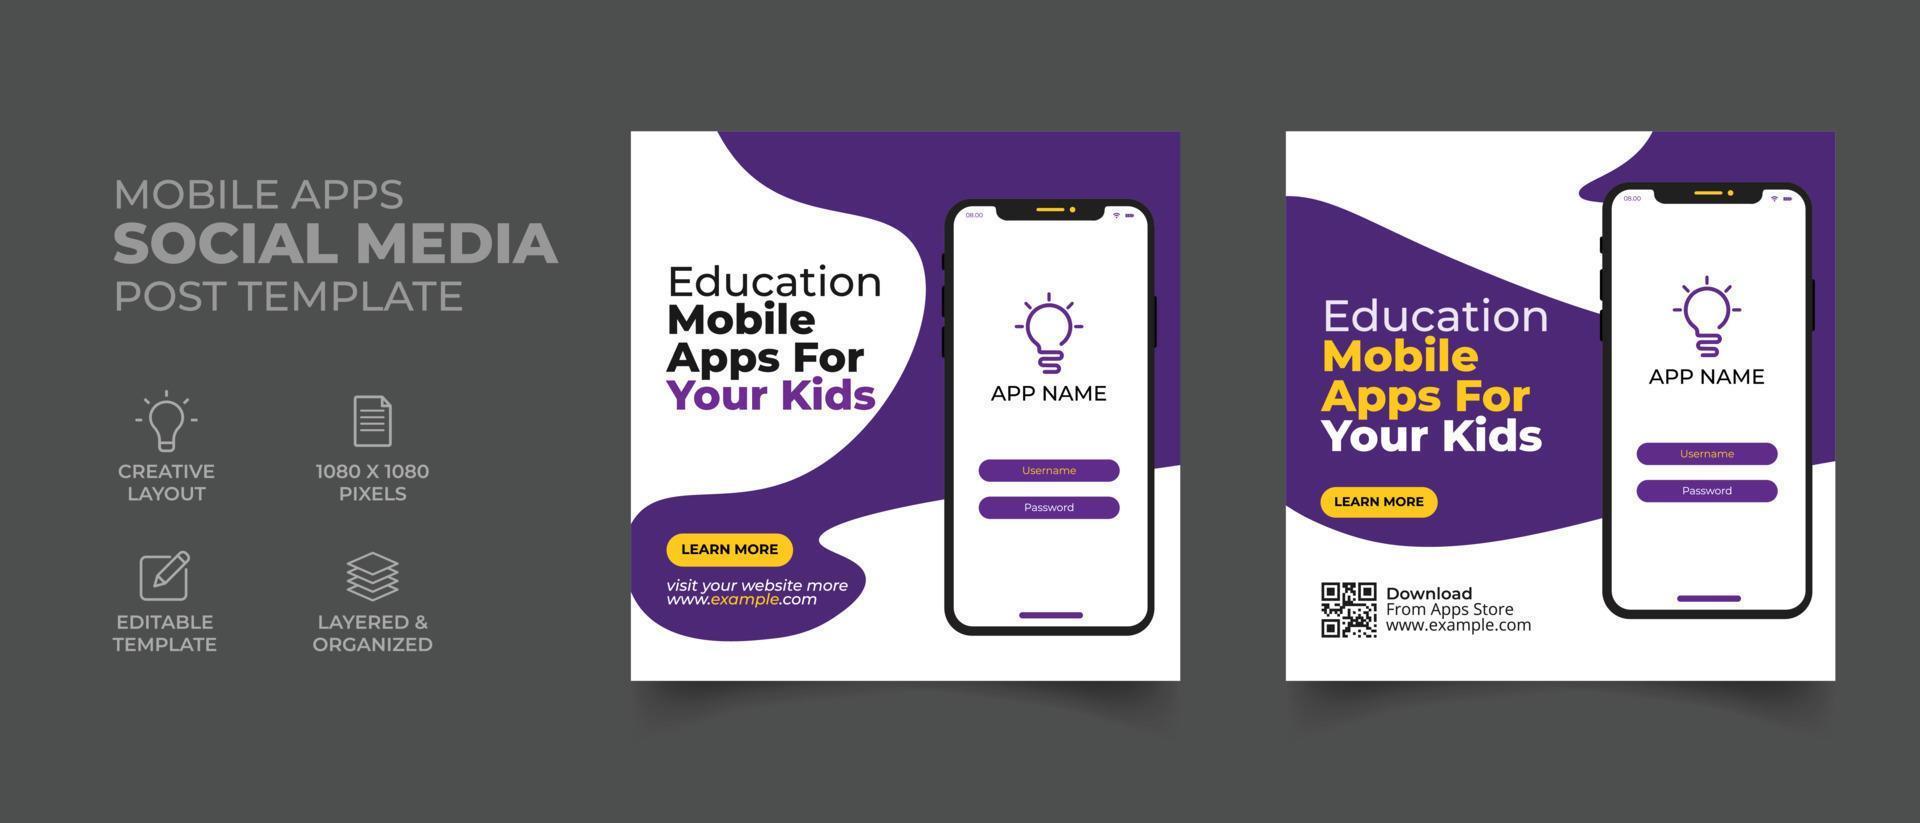 MOBILE APPS
SOCIAL MEDIA
POST TEMPLATE
CREATIVE
LAYOUT
1080 X 1080
PIXELS
EDITABLE
TEMPLATE
LAYERED &
ORGANIZED
Education
Mobile
Apps For
Your Kids
LEARN MORE
visit your website more
www.example.com
08.00
APP NAME
Username
Password
Education
Mobile
Apps For
Your Kids
LEARN MORE
Download
From Apps Store
www.example.com
08.00
APP NAME
Username
Password